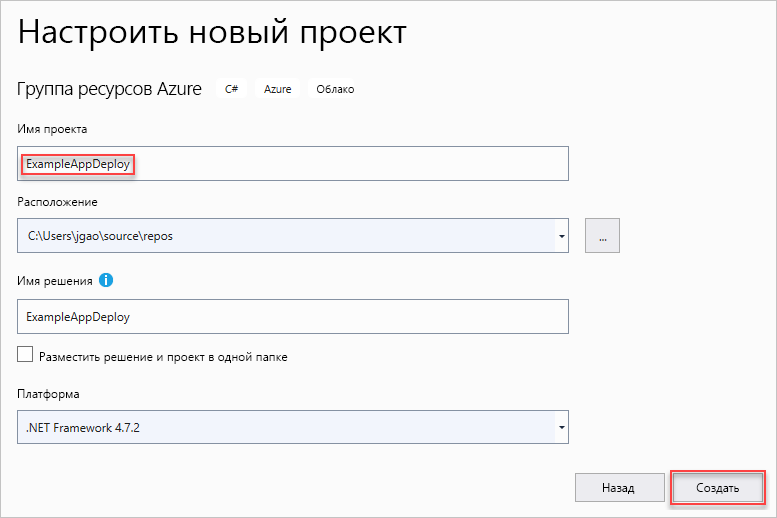 Настроить новый проект
Группа ресурсов Azure C# Azure Облако
Имя проекта
ExampleAppDeploy
Расположение
C:\Users\jgao\source\repos
...
Имя решения i
ExampleAppDeploy
Разместить решение и проект в одной папке
Платформа
.NET Framework 4.7.2
Назад Создать